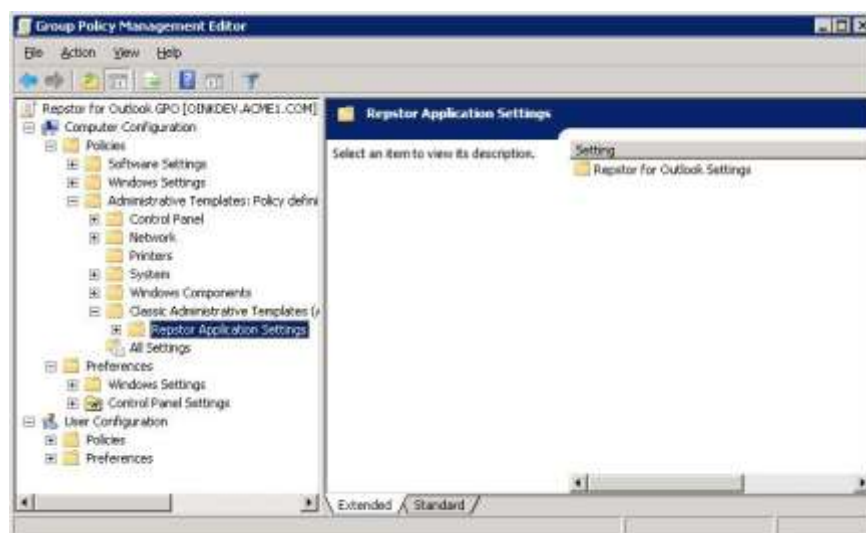 Group Policy Management Editor
File Action View Help
Repstor for Outlook GPO [OINKDEV.ACME1.COM]
Computer Configuration
Policies
Software Settings
Windows Settings
Administrative Templates: Policy defini
Control Panel
Network
Printers
System
Windows Components
Classic Administrative Templates (A
Repstor Application Settings
All Settings
Preferences
Windows Settings
Control Panel Settings
User Configuration
Policies
Preferences
Repstor Application Settings
Select an item to view its description.
Setting
Repstor for Outlook Settings
Extended Standard